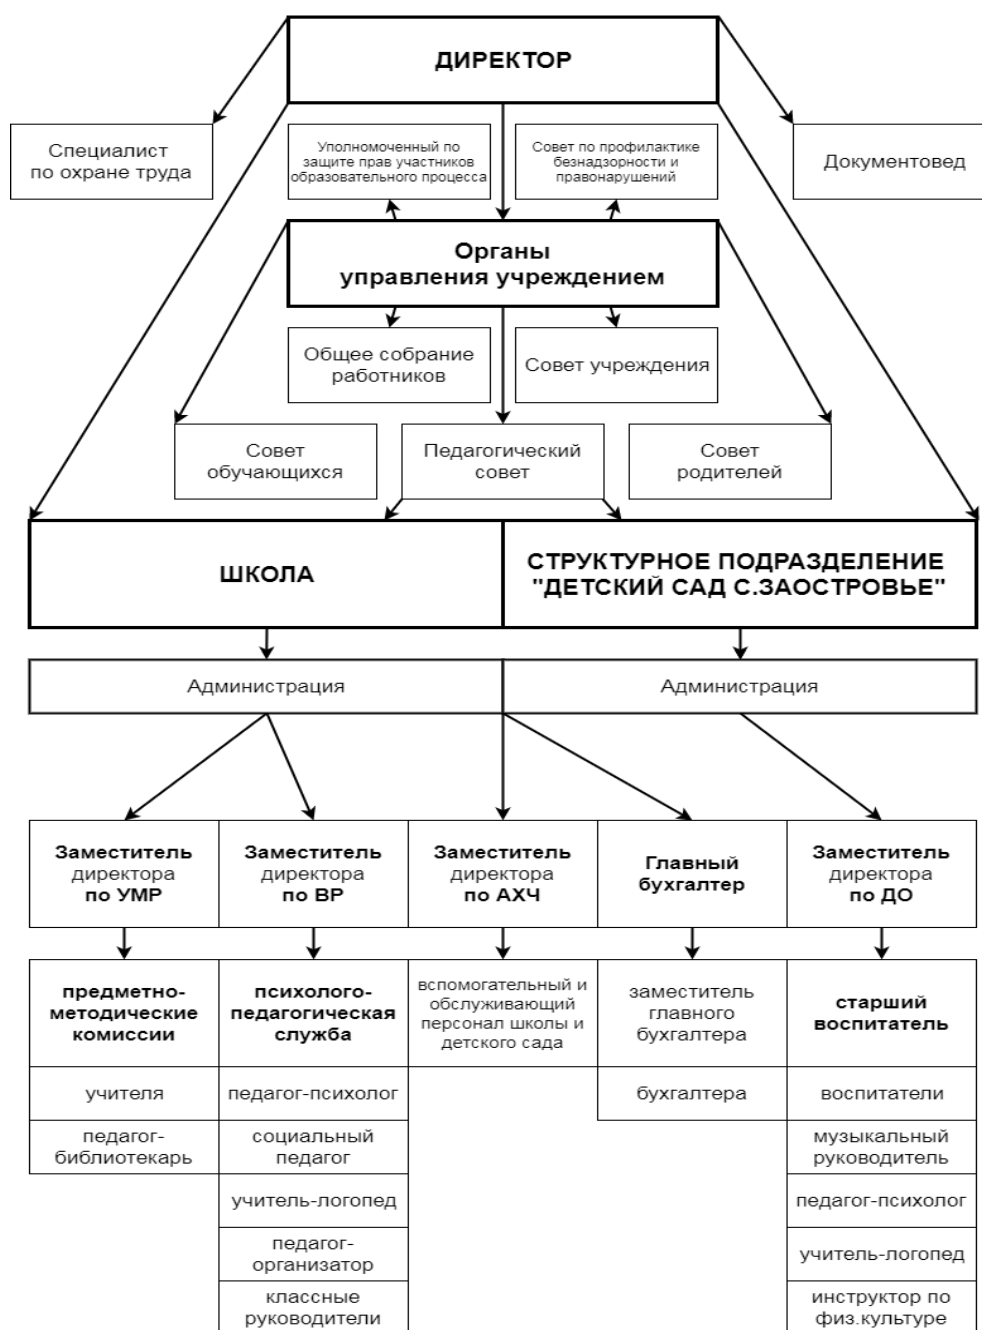 ДИРЕКТОР
Специалист
по охране труда
Уполномоченный по
защите прав участников
образовательного процесса
Совет по профилактике
безнадзорности и
правонарушений
Документовед
Органы
управления учреждением
Общее собрание
работников
Совет учреждения
Совет
обучающихся
Педагогический
совет
Совет
родителей
ШКОЛА
СТРУКТУРНОЕ ПОДРАЗДЕЛЕНИЕ
"ДЕТСКИЙ САД С.ЗАОСТРОВЬЕ"
Администрация
Администрация
Заместитель
директора
по УМР
Заместитель
директора
по ВР
Заместитель
директора
по АХЧ
Главный
бухгалтер
Заместитель
директора
по ДО
предметно-
методические
комиссии
психолого-
педагогическая
служба
вспомогательный и
обслуживающий
персонал школы и
детского сада
заместитель
главного
бухгалтера
старший
воспитатель
учителя
педагог-психолог
бухгалтера
воспитатели
педагог-
библиотекарь
социальный
педагог
музыкальный
руководитель
учитель-логопед
педагог-психолог
педагог-
организатор
учитель-логопед
классные
руководители
инструктор по
физ.культуре